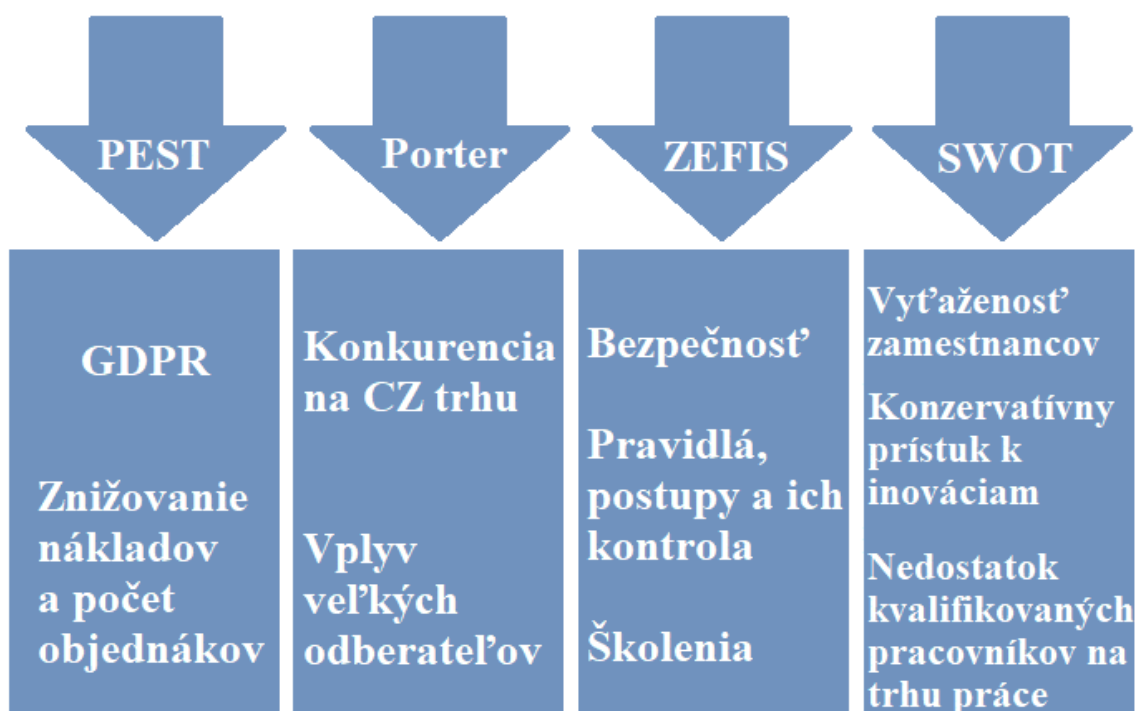 PEST
GDPR
Znižovanie
nákladov
a počet
objednákov
Porter
Konkurencia
na CZ trhu
Vplyv
veľkých
odberateľov
ZEFIS
Bezpečnosť
Pravidlá,
postupy a ich
kontrola
Školenia
SWOT
Vyťaženosť
zamestnancov
Konzervatívny
prístuk k
inováciam
Nedostatok
kvalifikovaných
pracovníkov na
trhu práce